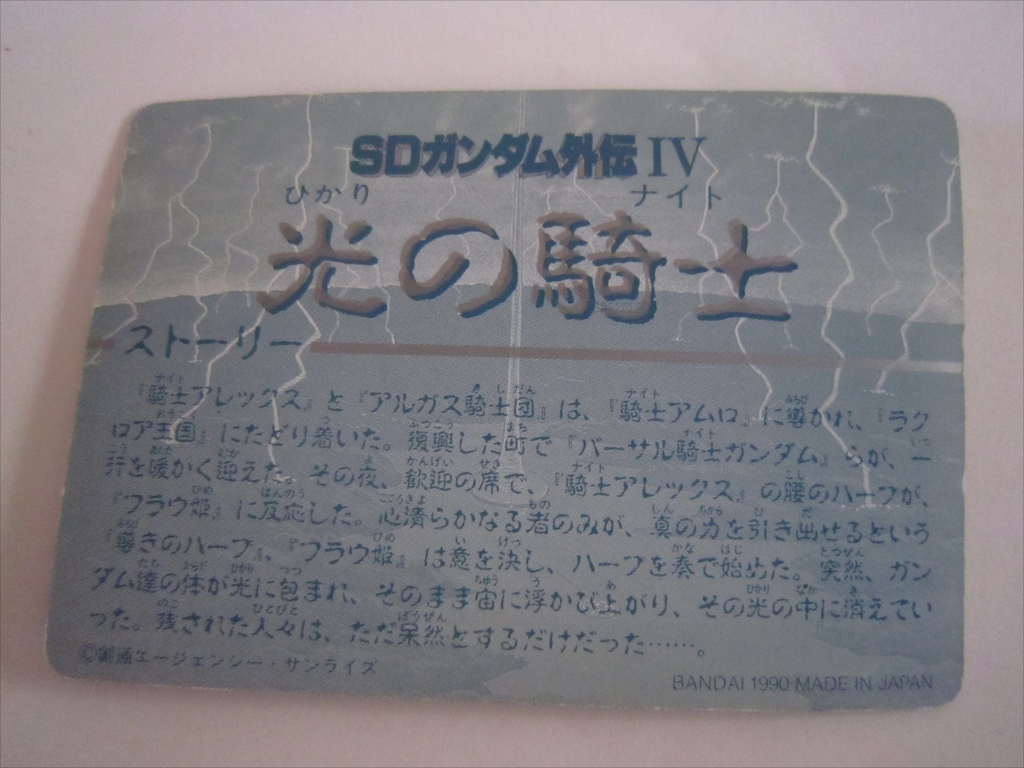 SDガンダム外伝 IV
ひかり ナイト
光の騎士
ストーリー
『騎士アレックス』と『アルガス騎士団』は、『騎士アムロ』に導かれ、『ラク
ロア王国』にたどり着いた。復興した町で『バーサル騎士ガンダム』らが、一
行を暖かく迎えた。その夜、歓迎の席で、『騎士アレックス』の腰のハープが、
『フラウ姫』に反応した。心清らかなる者のみが、真の力を引き出せるという
『導きのハープ』、『フラウ姫』は意を決し、ハープを奏で始めた。突然、ガン
ダム達の体が光に包まれ、そのまま宙に浮かび上がり、その光の中に消えてい
った。残された人々は、ただ呆然とするだけだった……。
©創通エージェンシー・サンライズ
BANDAI 1990 MADE IN JAPAN